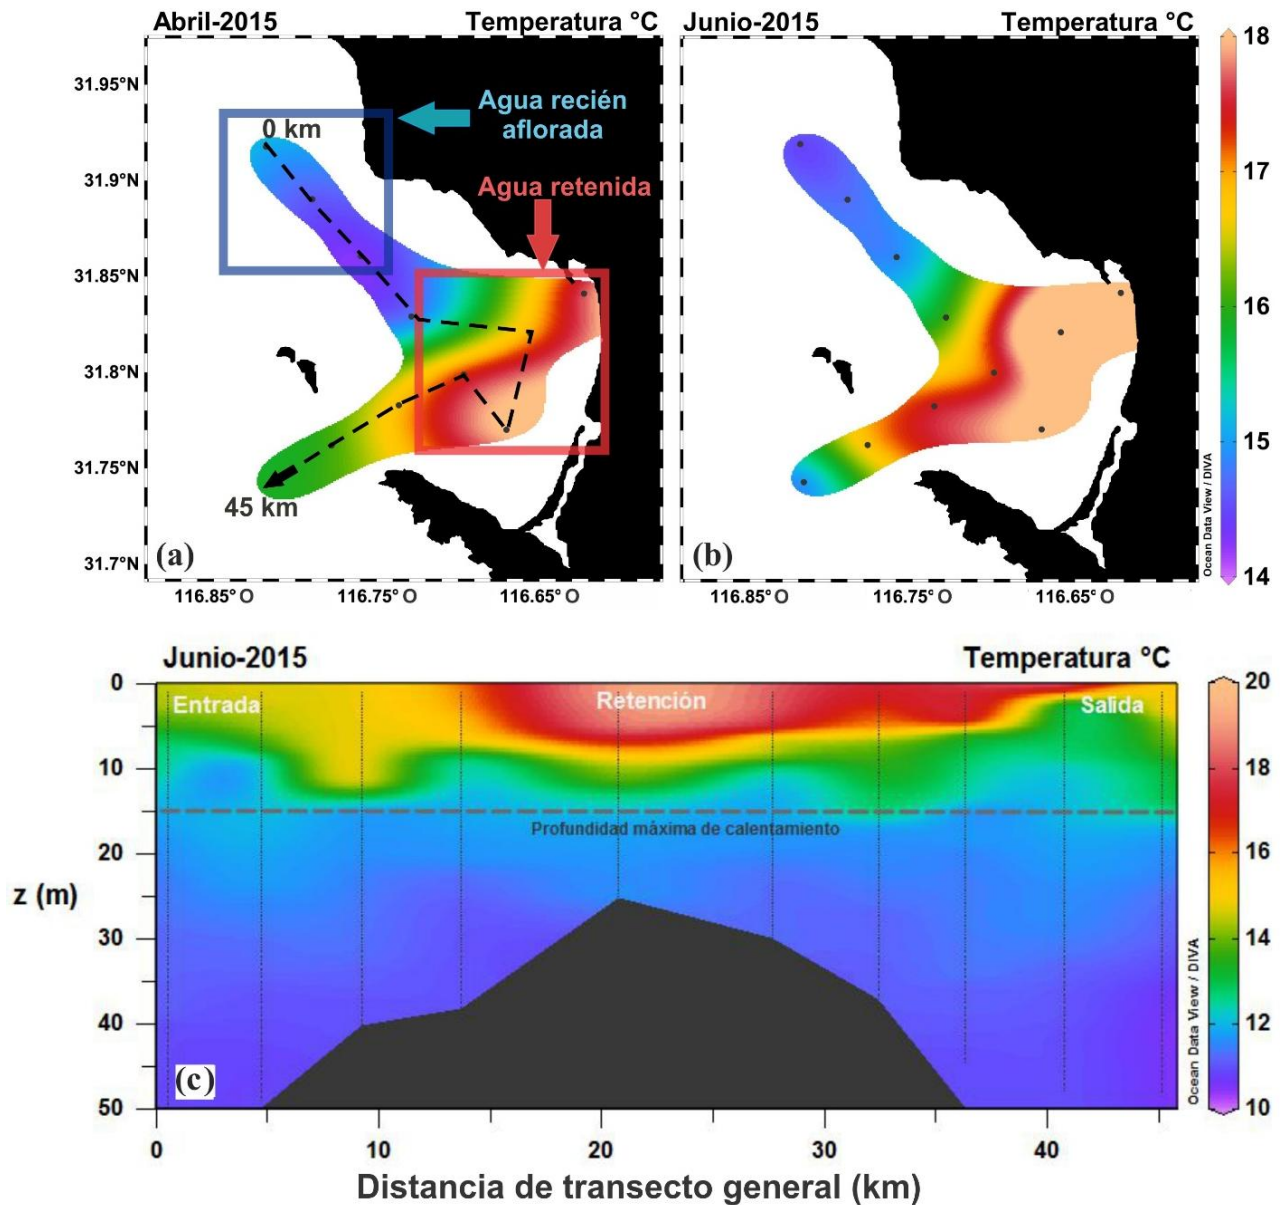 Abril-2015 Temperatura °C
Junio-2015 Temperatura °C
18
17
16
15
14
31.95°N
31.9°N
31.85°N
31.8°N
31.75°N
31.7°N
Agua recién
aflorada
0 km
Agua retenida
45 km
(a)
(b)
Ocean Data View / DIVA
116.85° O 116.75° O 116.65° O
116.85° O 116.75° O 116.65° O
Junio-2015 Temperatura °C
Entrada Retención Salida
Profundidad máxima de calentamiento
z (m)
0
10
20
30
40
50
(c)
20
18
16
14
12
10
Ocean Data View / DIVA
0 10 20 30 40
Distancia de transecto general (km)